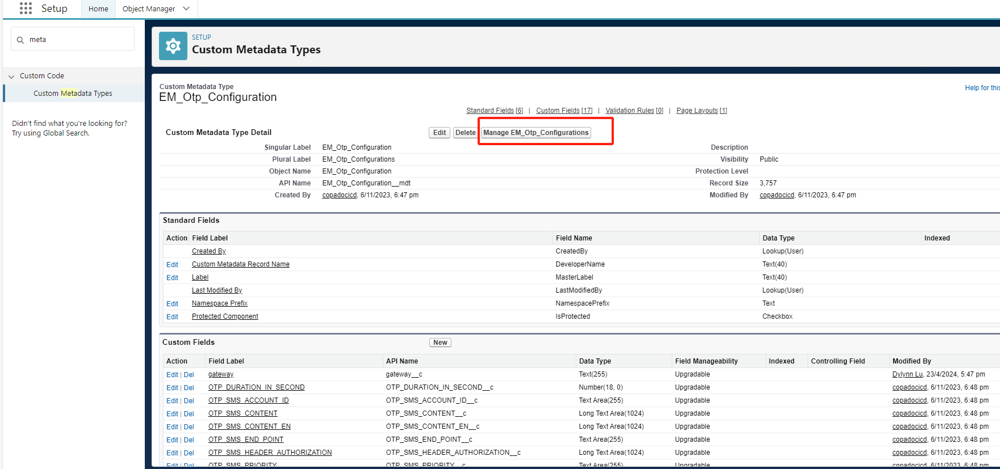 Setup Home Object Manager
meta
SETUP
Custom Metadata Types
Custom Code
Custom Metadata Types
Didn't find what you're looking for?
Try using Global Search.
Custom Metadata Type
EM_Otp_Configuration
Help for this
Standard Fields [6] | Custom Fields [17] | Validation Rules [0] | Page Layouts [1]
Custom Metadata Type Detail Edit Delete Manage EM_Otp_Configurations
Singular Label EM_Otp_Configuration Description
Plural Label EM_Otp_Configurations Visibility Public
Object Name EM_Otp_Configuration Protection Level
API Name EM_Otp_Configuration__mdt Record Size 3,757
Created By copadocicd, 6/11/2023, 6:47 pm Modified By copadocicd, 6/11/2023, 6:47 pm
Standard Fields
Action Field Label Field Name Data Type Indexed
Created By CreatedBy Lookup(User)
Edit Custom Metadata Record Name DeveloperName Text(40)
Edit Label MasterLabel Text(40)
Last Modified By LastModifiedBy Lookup(User)
Edit Namespace Prefix NamespacePrefix Text
Edit Protected Component IsProtected Checkbox
Custom Fields New
Action Field Label API Name Data Type Field Manageability Indexed Controlling Field Modified By
Edit | Del gateway gateway__c Text(255) Upgradable Dylynn Lu, 23/4/2024, 5:47 pm
Edit | Del OTP_DURATION_IN_SECOND OTP_DURATION_IN_SECOND__c Number(18, 0) Upgradable copadocicd, 6/11/2023, 6:48 pm
Edit | Del OTP_SMS_ACCOUNT_ID OTP_SMS_ACCOUNT_ID__c Text Area(255) Upgradable copadocicd, 6/11/2023, 6:48 pm
Edit | Del OTP_SMS_CONTENT OTP_SMS_CONTENT__c Long Text Area(1024) Upgradable copadocicd, 6/11/2023, 6:48 pm
Edit | Del OTP_SMS_CONTENT_EN OTP_SMS_CONTENT_EN__c Long Text Area(1024) Upgradable copadocicd, 6/11/2023, 6:48 pm
Edit | Del OTP_SMS_END_POINT OTP_SMS_END_POINT__c Text Area(255) Upgradable copadocicd, 6/11/2023, 6:48 pm
Edit | Del OTP_SMS_HEADER_AUTHORIZATION OTP_SMS_HEADER_AUTHORIZATION__c Long Text Area(1024) Upgradable copadocicd, 6/11/2023, 6:48 pm
Edit | Del OTP_SMS_PRIORITY OTP_SMS_PRIORITY__c Text Area(255) Upgradable copadocicd, 6/11/2023, 6:48 pm